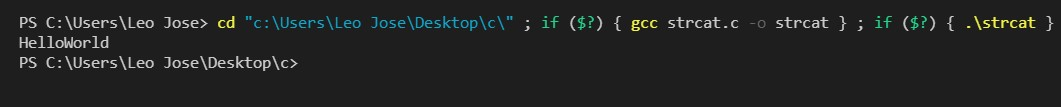 PS C:\Users\Leo Jose> cd "c:\Users\Leo Jose\Desktop\c\" ; if ($?) { gcc strcat.c -o strcat } ; if ($?) { .\strcat }
HelloWorld
PS C:\Users\Leo Jose\Desktop\c>